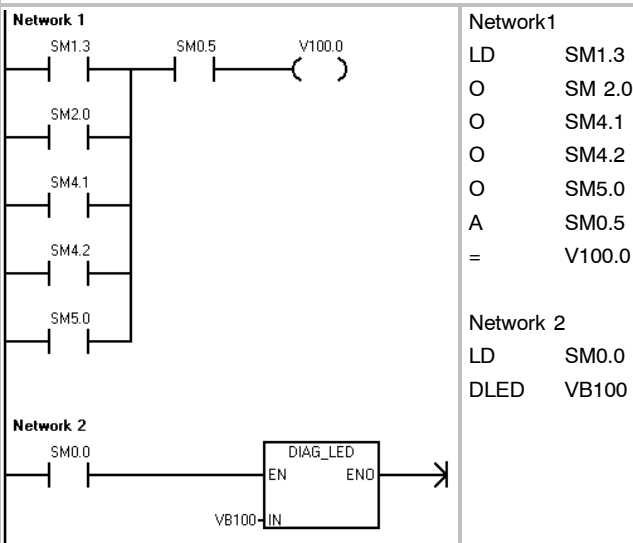 Network 1
SM1.3 SM0.5 V100.0
SM2.0
SM4.1
SM4.2
SM5.0
Network 2
SM0.0 DIAG_LED
EN ENO
VB100 IN
Network1
LD SM1.3
O SM 2.0
O SM4.1
O SM4.2
O SM5.0
A SM0.5
= V100.0
Network 2
LD SM0.0
DLED VB100